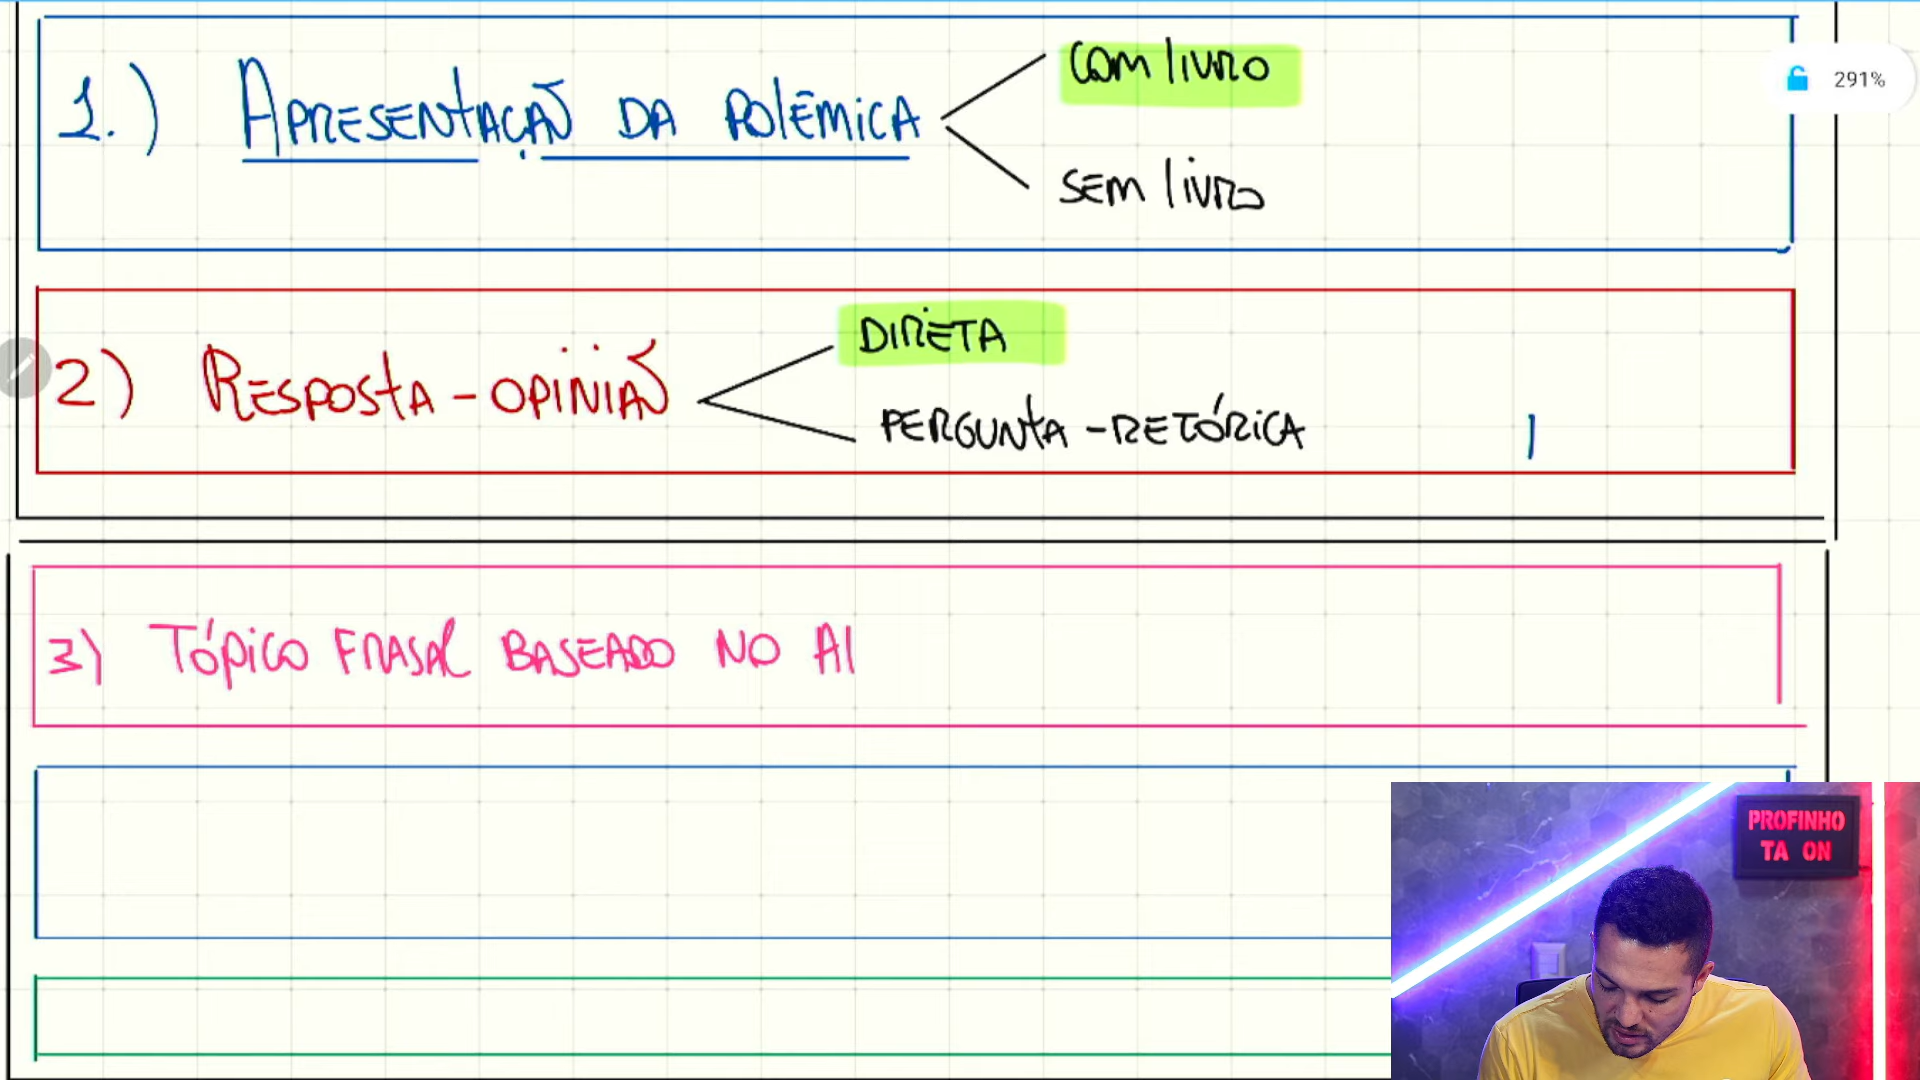 1.) APRESENTAÇÃO DA POLÊMICA
COM LIVRO
SEM LIVRO
291%
2) RESPOSTA-OPINIÃO
DIRETA
PERGUNTA-RETÓRICA
3) TÓPICO FRASAL BASEADO NO A1
PROFINHO
TA ON